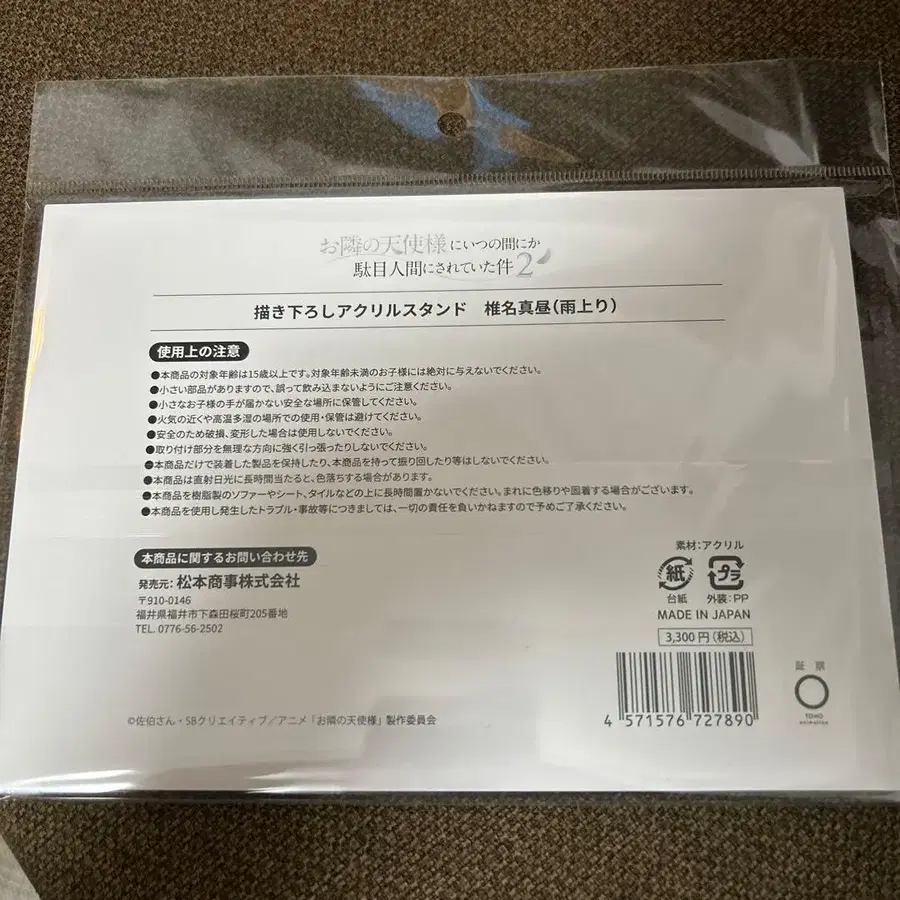 お隣の天使様にいつの間にか
駄目人間にされていた件2
描き下ろしアクリルスタンド 椎名真昼(雨上り)
使用上の注意
●本商品の対象年齢は15歳以上です。対象年齢未満のお子様には絶対に与えないでください。
●小さい部品がありますので、誤って飲み込まないようにご注意ください。
●小さなお子様の手が届かない安全な場所に保管してください。
●火気の近くや高温多湿の場所での使用・保管は避けてください。
●安全のため破損、変形した場合は使用しないでください。
●取り付け部分を無理な方向に強く引っ張ったりしないでください。
●本商品だけで装着した製品を保持したり、本商品を持って振り回したり等はしないでください。
●本商品は直射日光に長時間当たると、色落ちする場合があります。
●本商品を樹脂製のソファーやシート、タイルなどの上に長時間置かないでください。まれに色移りや固着する場合がございます。
●本商品を使用し発生したトラブル・事故等につきましては、一切の責任を負いかねますので予めご了承ください。
本商品に関するお問い合わせ先
発売元:松本商事株式会社
〒910-0146
福井県福井市下森田桜町205番地
TEL. 0776-56-2502
素材:アクリル
紙 プラ
台紙 外装:PP
MADE IN JAPAN
3,300円(税込)
4 571576 727890
証 票
TOHO
animation
©佐伯さん・SBクリエイティブ/アニメ「お隣の天使様」製作委員会